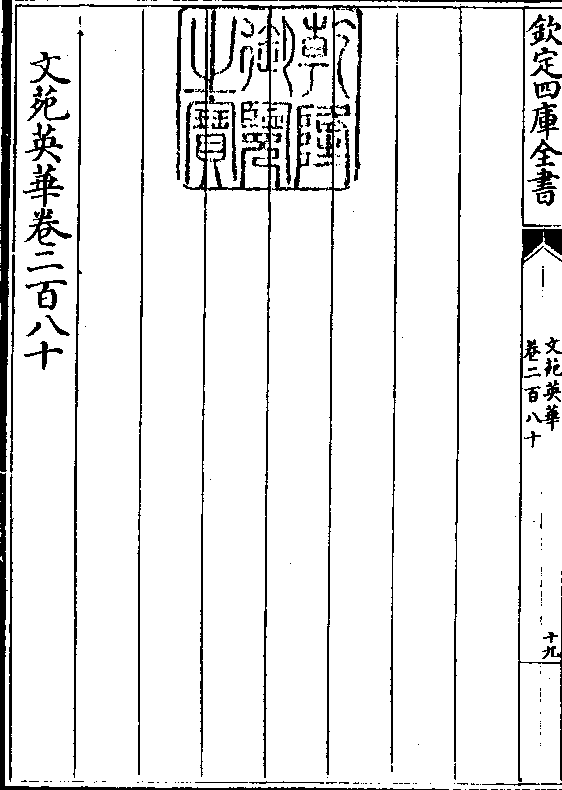 欽定四庫全書
文苑英華
卷二百八十
十九
乾隆
御覽
之寶
文苑英華卷二百八十